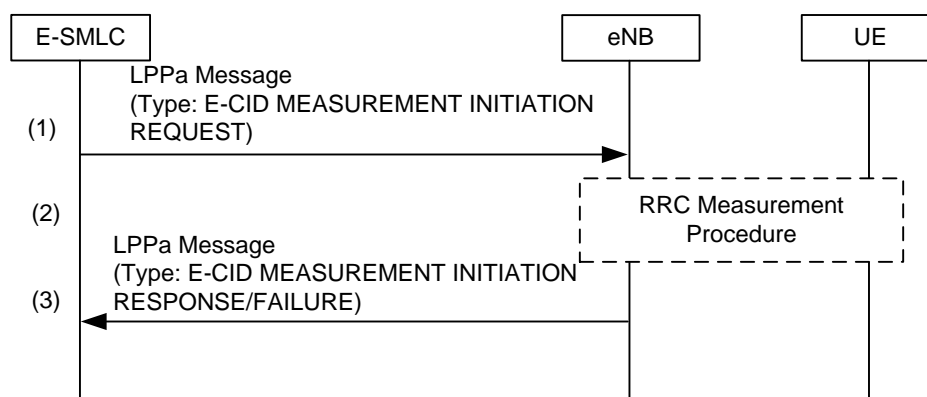 E-SMLC
eNB
UE
LPPa Message
(Type: E-CID MEASUREMENT INITIATION
REQUEST)
(1)
RRC Measurement
Procedure
(2)
LPPa Message
(Type: E-CID MEASUREMENT INITIATION
RESPONSE/FAILURE)
(3)